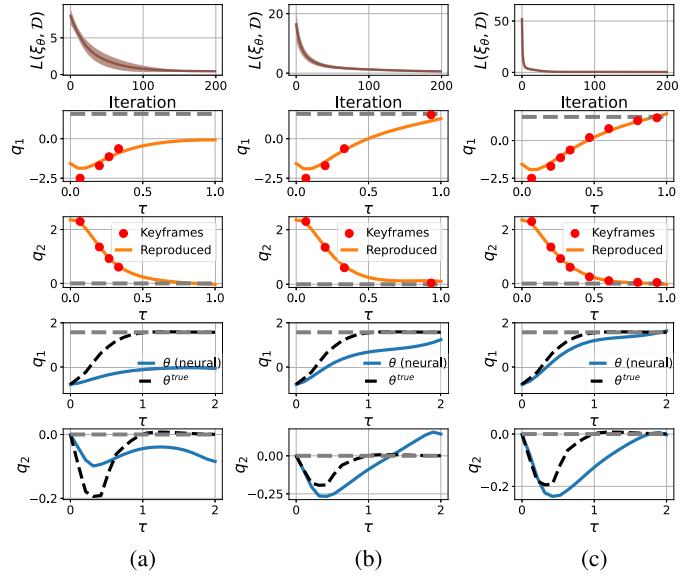 L(ξθ, 𝒟)
5
0
0 100 200
Iteration
L(ξθ, 𝒟)
20
0
0 100 200
Iteration
L(ξθ, 𝒟)
50
25
0
0 100 200
Iteration
q1
0.0
−2.5
0.0 0.5 1.0
τ
q1
0.0
−2.5
0.0 0.5 1.0
τ
q1
0.0
−2.5
0.0 0.5 1.0
τ
q2
2
0
Keyframes
Reproduced
0.0 0.5 1.0
τ
q2
2
0
Keyframes
Reproduced
0.0 0.5 1.0
τ
q2
2
0
Keyframes
Reproduced
0.0 0.5 1.0
τ
q1
2
0
θ (neural)
θtrue
0 1 2
τ
q1
2
0
θ (neural)
θtrue
0 1 2
τ
q1
2
0
θ (neural)
θtrue
0 1 2
τ
q2
0.0
−0.2
0 1 2
τ
q2
0.00
−0.25
0 1 2
τ
q2
0.0
−0.2
0 1 2
τ
(a) (b) (c)